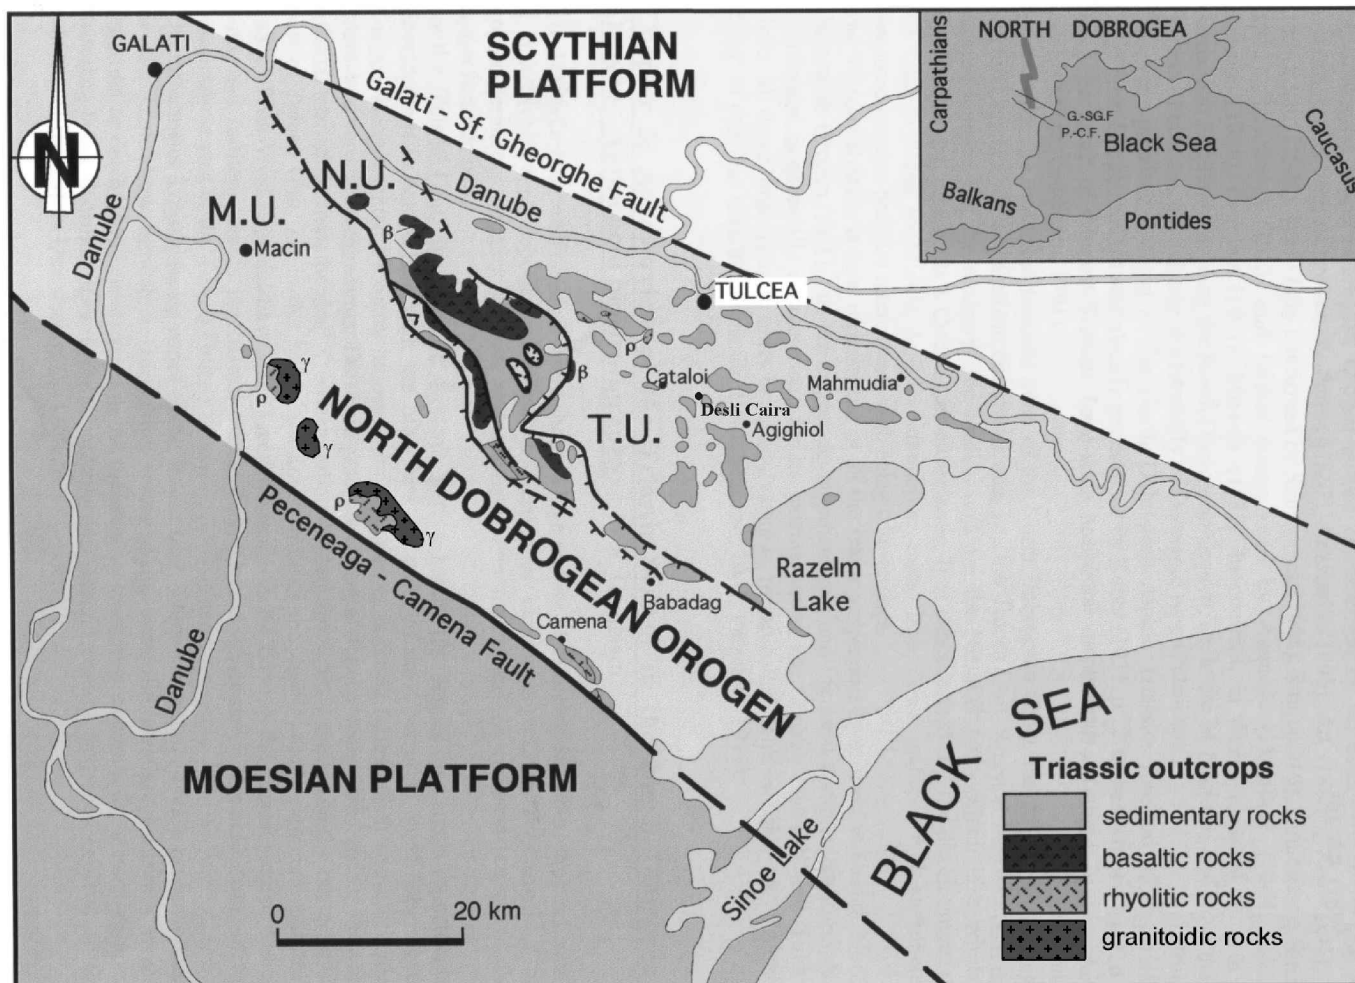 SCYTHIAN
PLATFORM
GALATI
Galati - Sf. Gheorghe Fault
NORTH DOBROGEA
Carpathians
G.-SG.F
P.-C.F.
Black Sea
Caucasus
Balkans
Pontides
N
N.U.
M.U.
Danube
Danube
Macin
β
TULCEA
ρ
γ
ρ
β
Cataloi
Mahmudia
Desli Caira
Agighiol
T.U.
γ
ρ
γ
NORTH DOBROGEAN OROGEN
Peceneaga - Camena Fault
Razelm
Lake
Babadag
Camena
Danube
MOESIAN PLATFORM
BLACK SEA
Sinoe Lake
Triassic outcrops
sedimentary rocks
basaltic rocks
rhyolitic rocks
granitoidic rocks
0 20 km